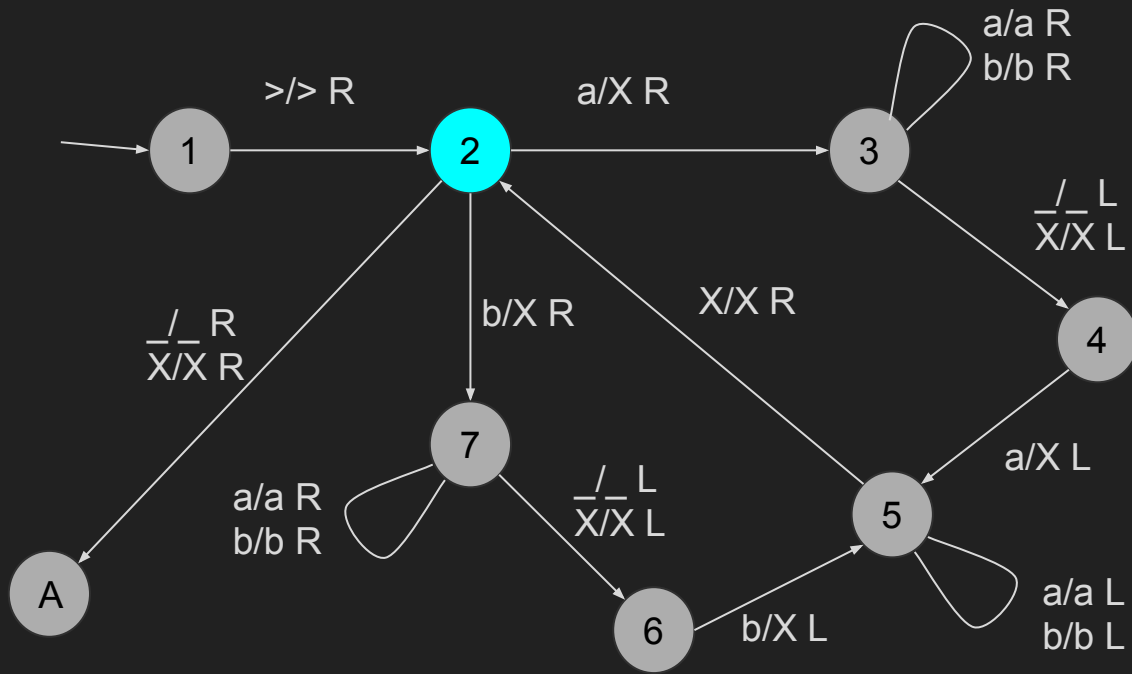 a/a R
b/b R
>/> R
a/X R
1
2
3
_/_ L
X/X L
_/_ R
X/X R
b/X R
X/X R
4
7
a/a R
b/b R
_/_ L
X/X L
a/X L
5
A
6
b/X L
a/a L
b/b L